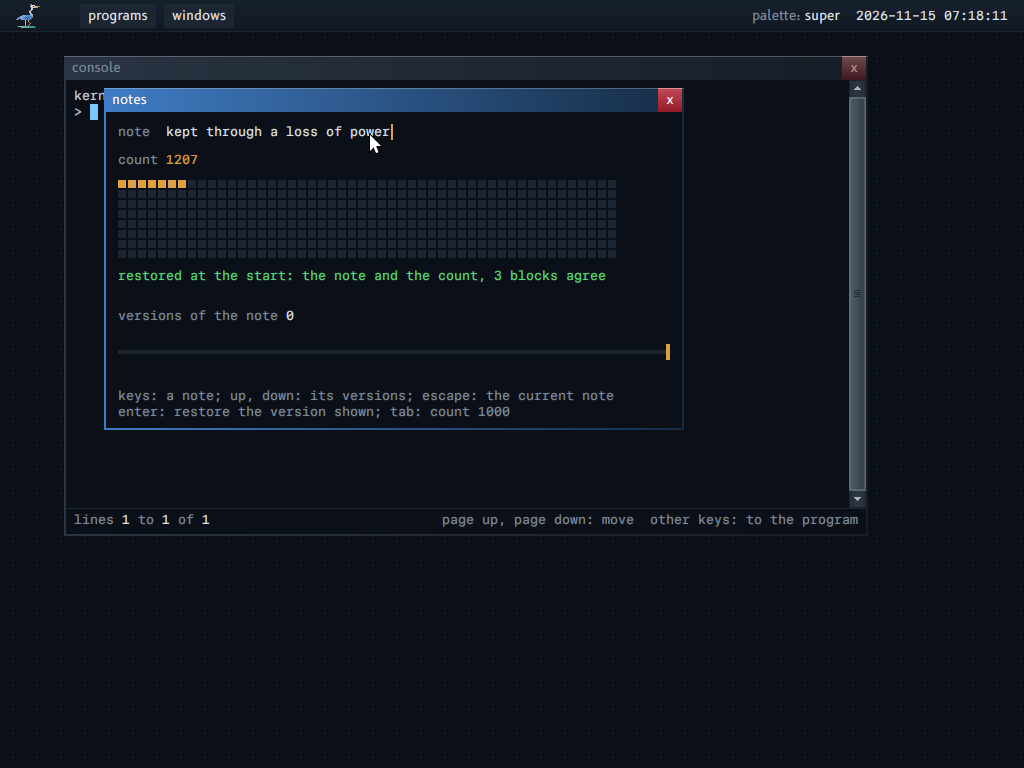 programs windows palette: super 2026-11-15 07:18:11
console x
kern
>
notes x
note kept through a loss of power
count 1207
restored at the start: the note and the count, 3 blocks agree
versions of the note 0
keys: a note; up, down: its versions; escape: the current note
enter: restore the version shown; tab: count 1000
lines 1 to 1 of 1 page up, page down: move other keys: to the program